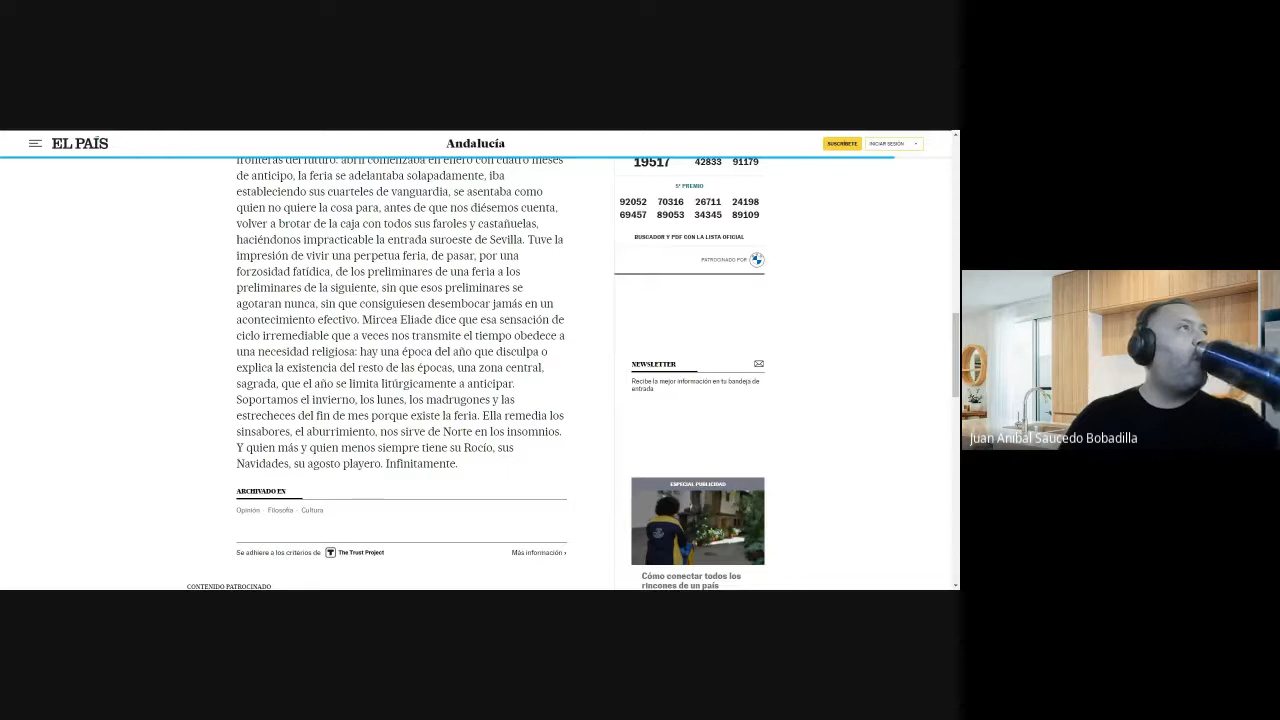 EL PAÍS
Andalucía
SUSCRÍBETE
INICIAR SESIÓN
fronteras del futuro: abril comenzaba en enero con cuatro meses
de anticipo, la feria se adelantaba solapadamente, iba
estableciendo sus cuarteles de vanguardia, se asentaba como
quien no quiere la cosa para, antes de que nos diésemos cuenta,
volver a brotar de la caja con todos sus faroles y castañuelas,
haciéndonos impracticable la entrada suroeste de Sevilla. Tuve la
impresión de vivir una perpetua feria, de pasar, por una
forzosidad fatídica, de los preliminares de una feria a los
preliminares de la siguiente, sin que esos preliminares se
agotaran nunca, sin que consiguiesen desembocar jamás en un
acontecimiento efectivo. Mircea Eliade dice que esa sensación de
ciclo irremediable que a veces nos transmite el tiempo obedece a
una necesidad religiosa: hay una época del año que disculpa o
explica la existencia del resto de las épocas, una zona central,
sagrada, que el año se limita litúrgicamente a anticipar.
Soportamos el invierno, los lunes, los madrugones y las
estrecheces del fin de mes porque existe la feria. Ella remedia los
sinsabores, el aburrimiento, nos sirve de Norte en los insomnios.
Y quien más y quien menos siempre tiene su Rocío, sus
Navidades, su agosto playero. Infinitamente.
ARCHIVADO EN
Opinión · Filosofía · Cultura
Se adhiere a los criterios de The Trust Project
Más información ›
CONTENIDO PATROCINADO
19517 42833 91179
5º PREMIO
92052 70316 26711 24198
69457 89053 34345 89109
BUSCADOR Y PDF CON LA LISTA OFICIAL
PATROCINADO POR
NEWSLETTER
Recibe la mejor información en tu bandeja de
entrada
ESPECIAL PUBLICIDAD
Cómo conectar todos los
rincones de un país
Juan Anibal Saucedo Bobadilla